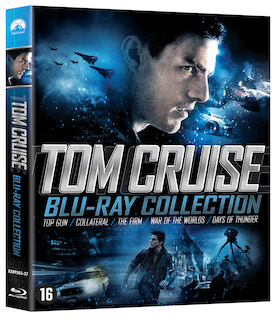 TOM CRUISE
BLU-RAY COLLECTION
TOP GUN / COLLATERAL / THE FIRM / WAR OF THE WORLDS / DAYS OF THUNDER
16
TOM CRUISE
BLU-RAY COLLECTION